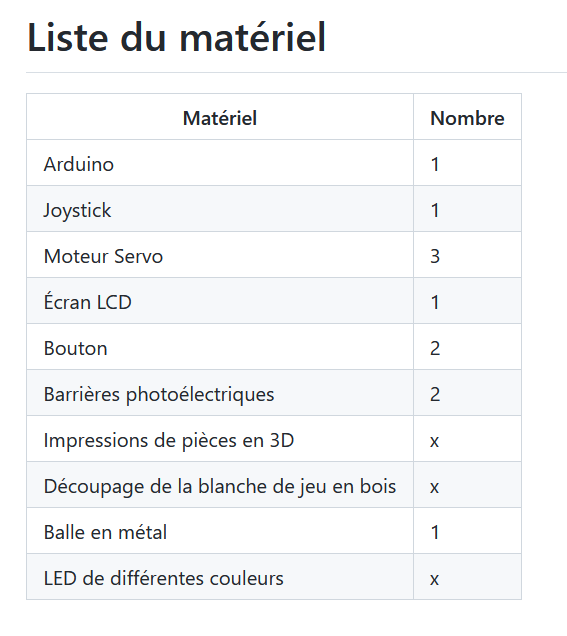 Liste du matériel
Matériel Nombre
Arduino 1
Joystick 1
Moteur Servo 3
Écran LCD 1
Bouton 2
Barrières photoélectriques 2
Impressions de pièces en 3D x
Découpage de la blanche de jeu en bois x
Balle en métal 1
LED de différentes couleurs x